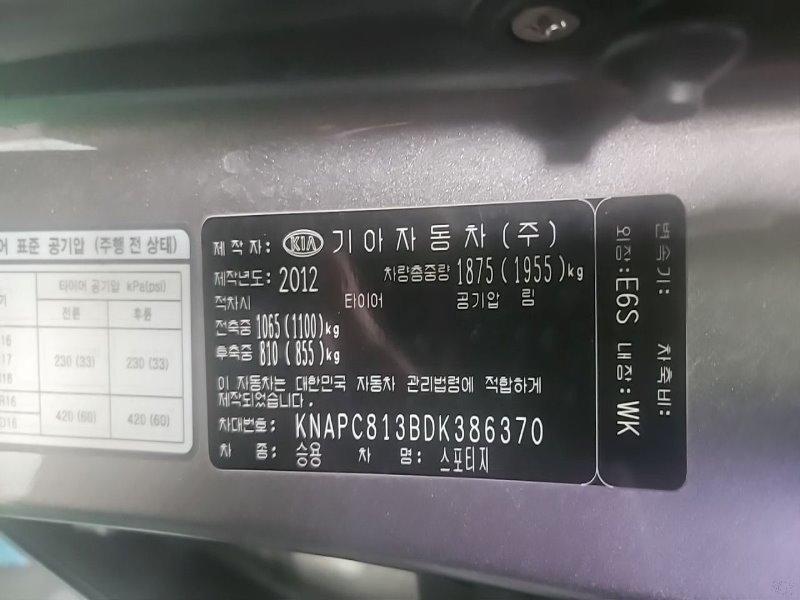 어 표준 공기압 (주행 전 상태)
타이어 공기압 kPa(psi)
전륜 후륜
230 (33) 230 (33)
420 (60) 420 (60)
제 작 자: KIA 기아자동차(주)
제작년도: 2012 차량총중량 1875(1955)kg
적차시 타이어 공기압 림
전축중 1065(1100)kg
후축중 810(855)kg
이 자동차는 대한민국 자동차 관리법령에 적합하게
제작되었습니다.
차대번호: KNAPC813BDK386370
차 종: 승용 차 명: 스포티지
변속기: 차축비:
외장:E6S 내장:WK